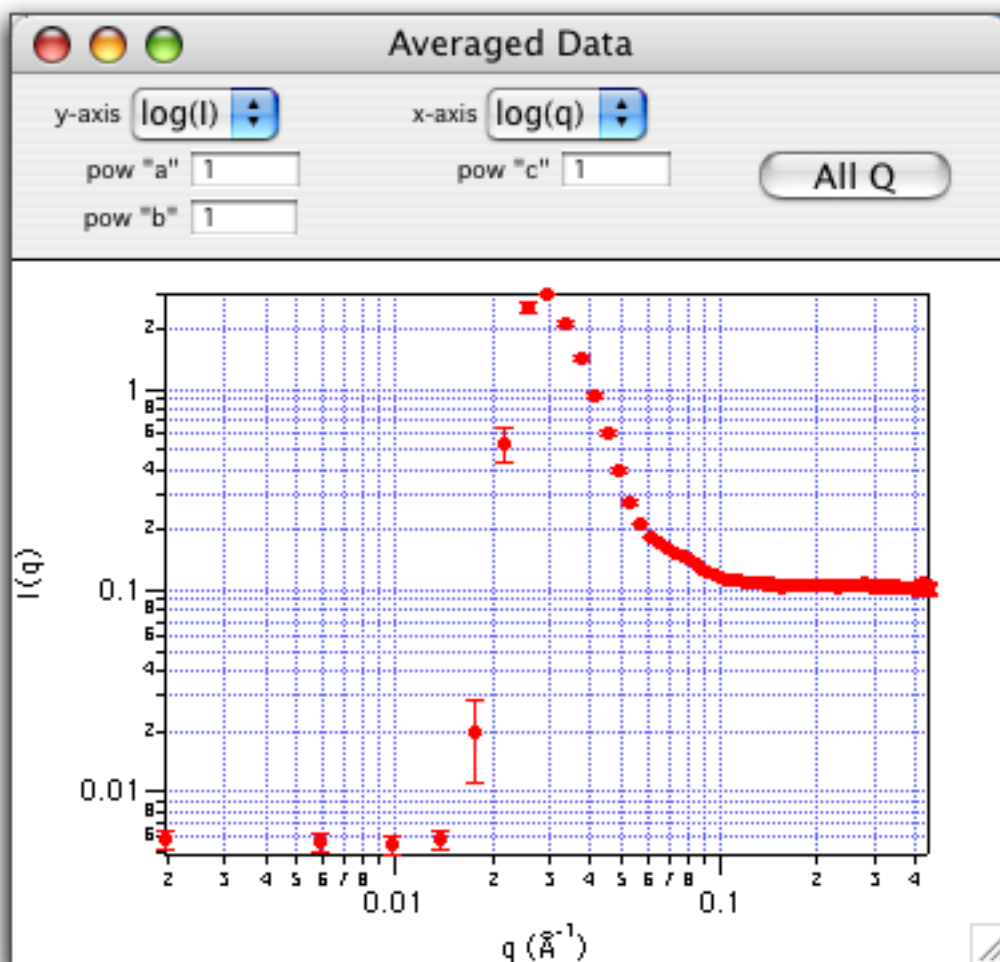 Averaged Data
y-axis log(I) x-axis log(q)
pow "a" 1 pow "c" 1
All Q
pow "b" 1
2
1
8
6
4
2
I(q)
0.1
8
6
4
2
0.01
8
6
2 3 4 5 6 7 8 2 3 4 5 6 7 8 2 3 4
0.01 0.1
q (Å⁻¹)